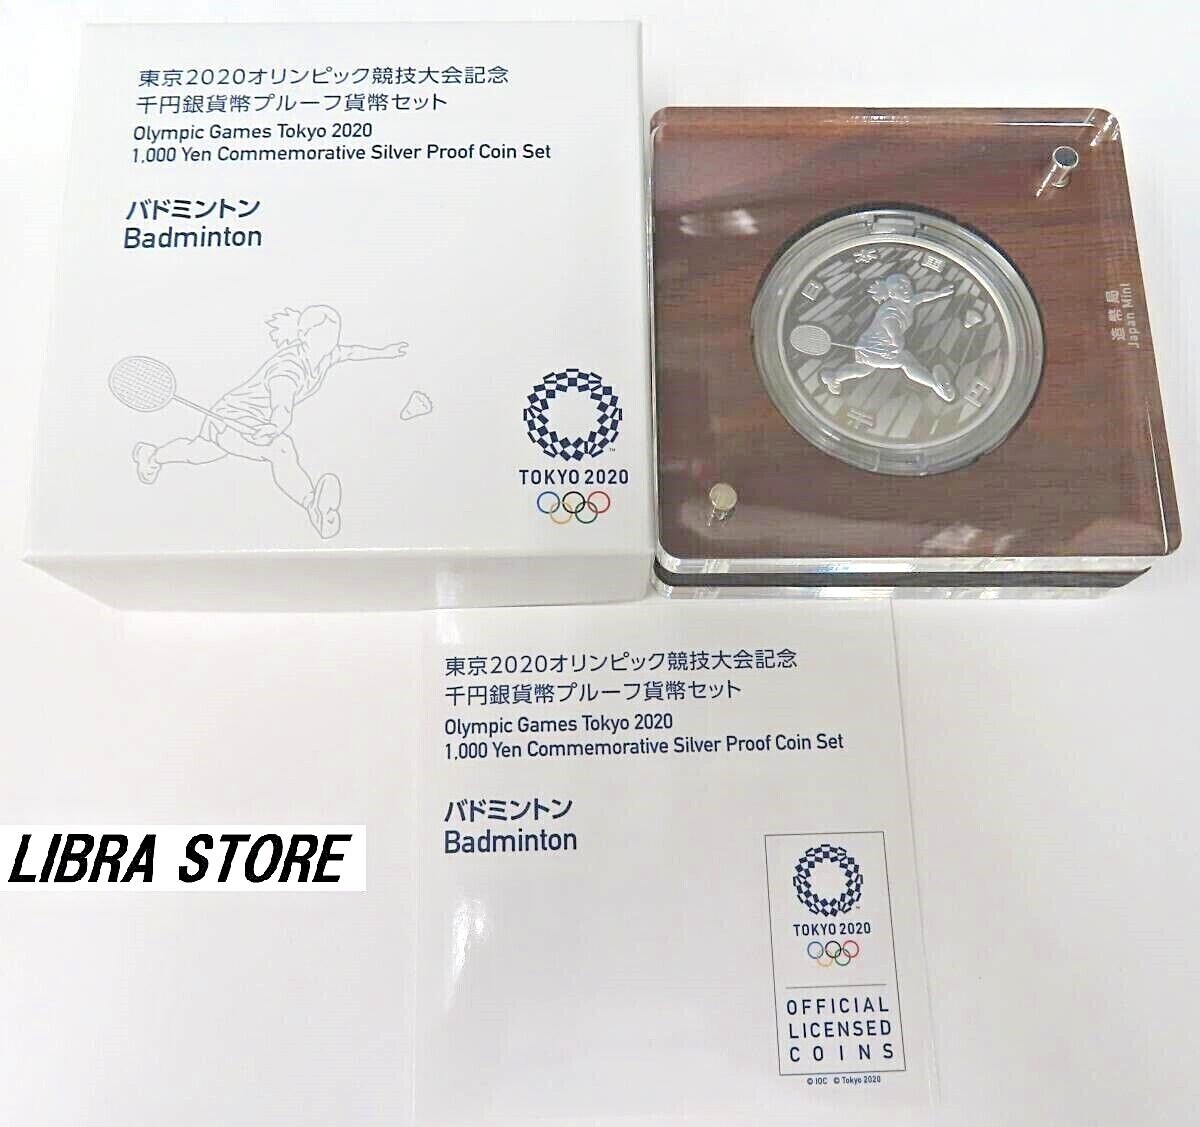 東京2020オリンピック競技大会記念
千円銀貨幣プルーフ貨幣セット
Olympic Games Tokyo 2020
1,000 Yen Commemorative Silver Proof Coin Set
バドミントン
Badminton
TM
TOKYO 2020
日本国
千円
造幣局
Japan Mint
東京2020オリンピック競技大会記念
千円銀貨幣プルーフ貨幣セット
Olympic Games Tokyo 2020
1,000 Yen Commemorative Silver Proof Coin Set
バドミントン
Badminton
LIBRA STORE
TM
TOKYO 2020
OFFICIAL
LICENSED
COINS
© IOC © Tokyo 2020